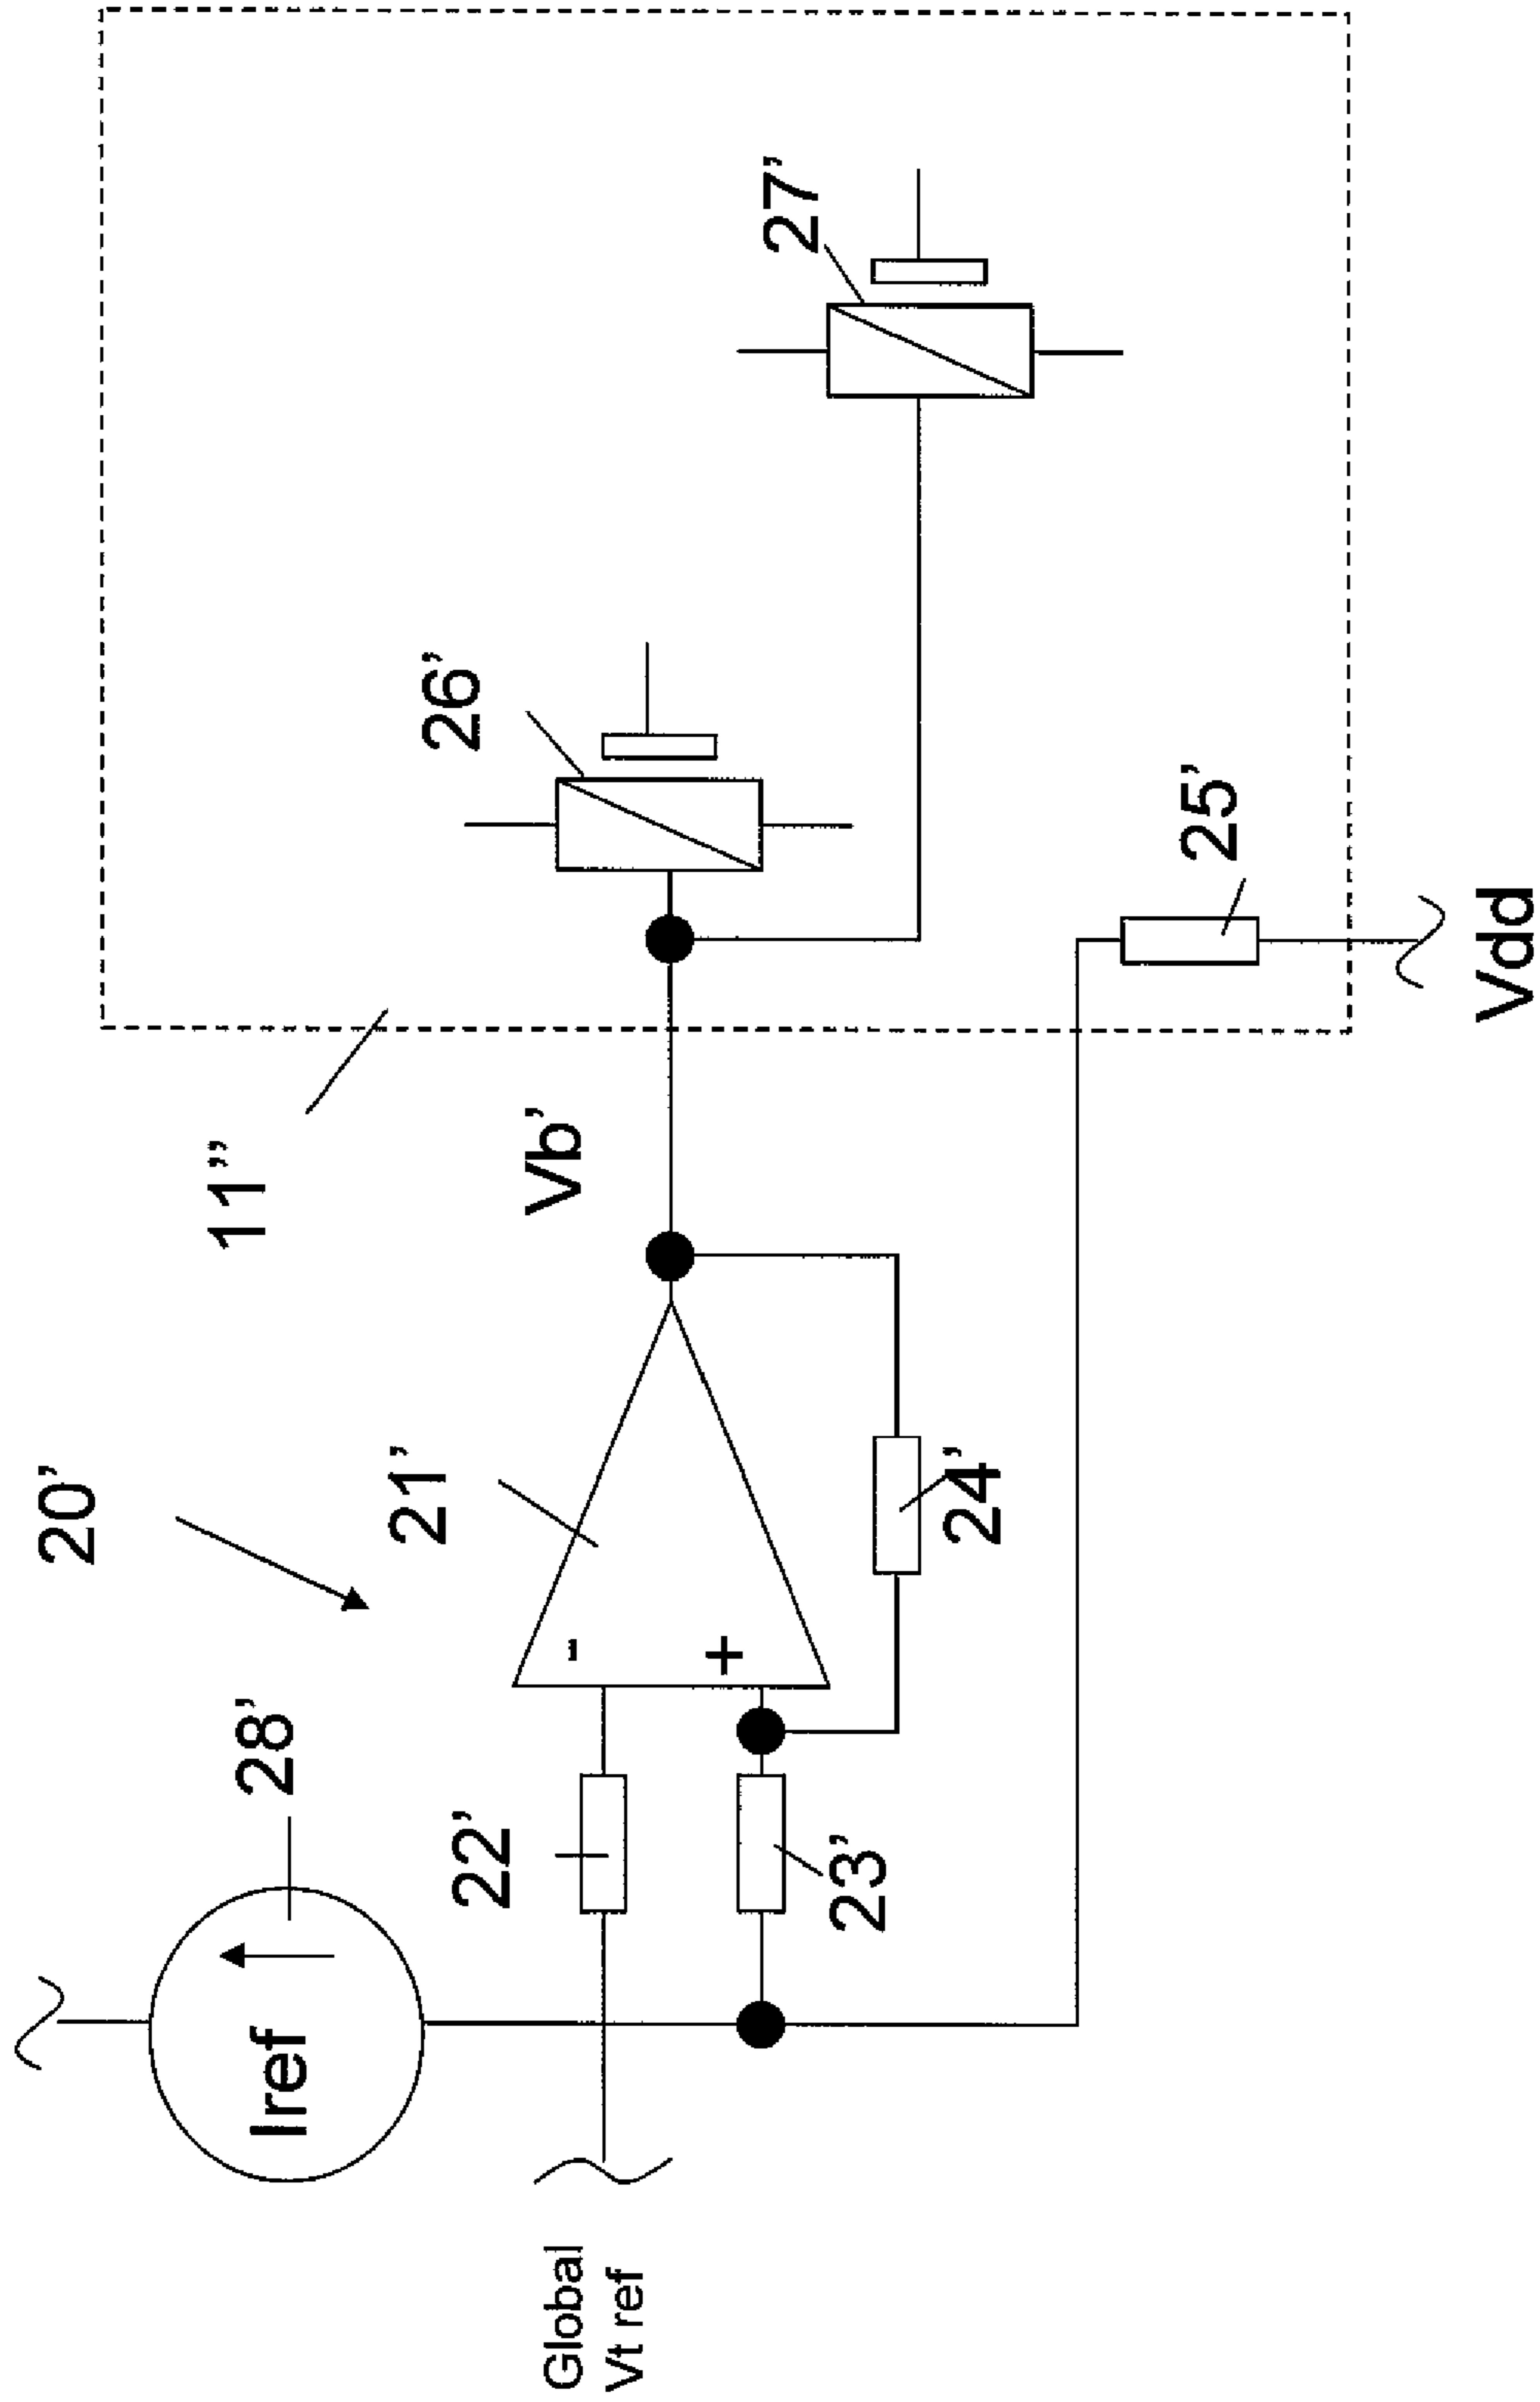 20’
28’
Iref
21’
-
+
22’
23’
24’
Global
Vt ref
Vb’
11’’
26’
27’
25’
Vdd